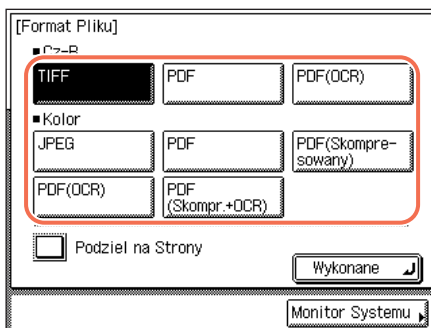 [Format Pliku]
■Cz-B
TIFF PDF PDF(OCR)
■Kolor
JPEG PDF PDF(Skompre-
sowany)
PDF(OCR) PDF
(Skompr.+OCR)
Podziel na Strony
Wykonane
Monitor Systemu